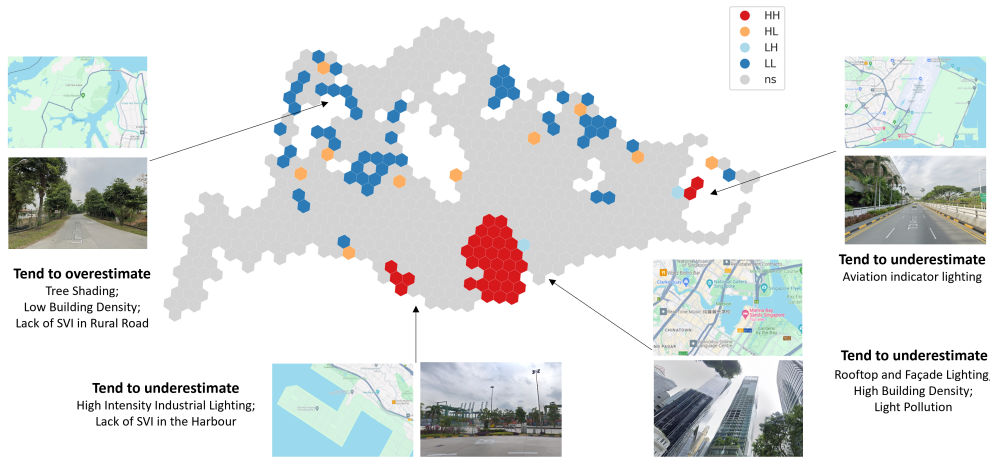 HH
HL
LH
LL
ns
Tend to overestimate
Tree Shading;
Low Building Density;
Lack of SVI in Rural Road
Tend to underestimate
Aviation indicator lighting
Tend to underestimate
High Intensity Industrial Lighting;
Lack of SVI in the Harbour
CHINATOWN
Tend to underestimate
Rooftop and Façade Lighting
High Building Density;
Light Pollution